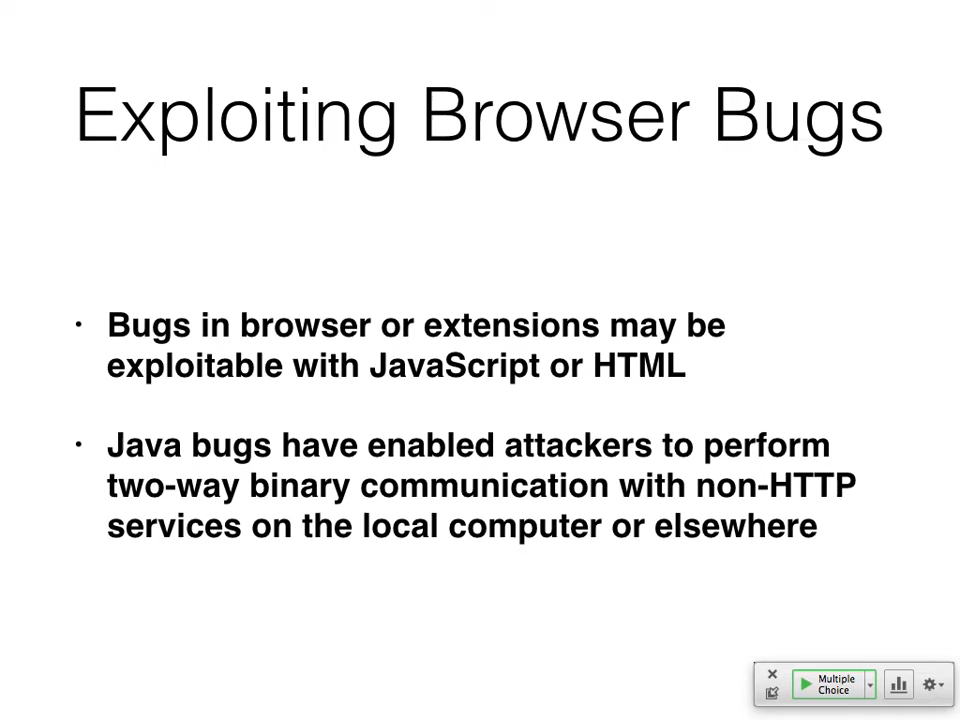 Exploiting Browser Bugs
• Bugs in browser or extensions may be
exploitable with JavaScript or HTML
• Java bugs have enabled attackers to perform
two-way binary communication with non-HTTP
services on the local computer or elsewhere
Multiple
Choice